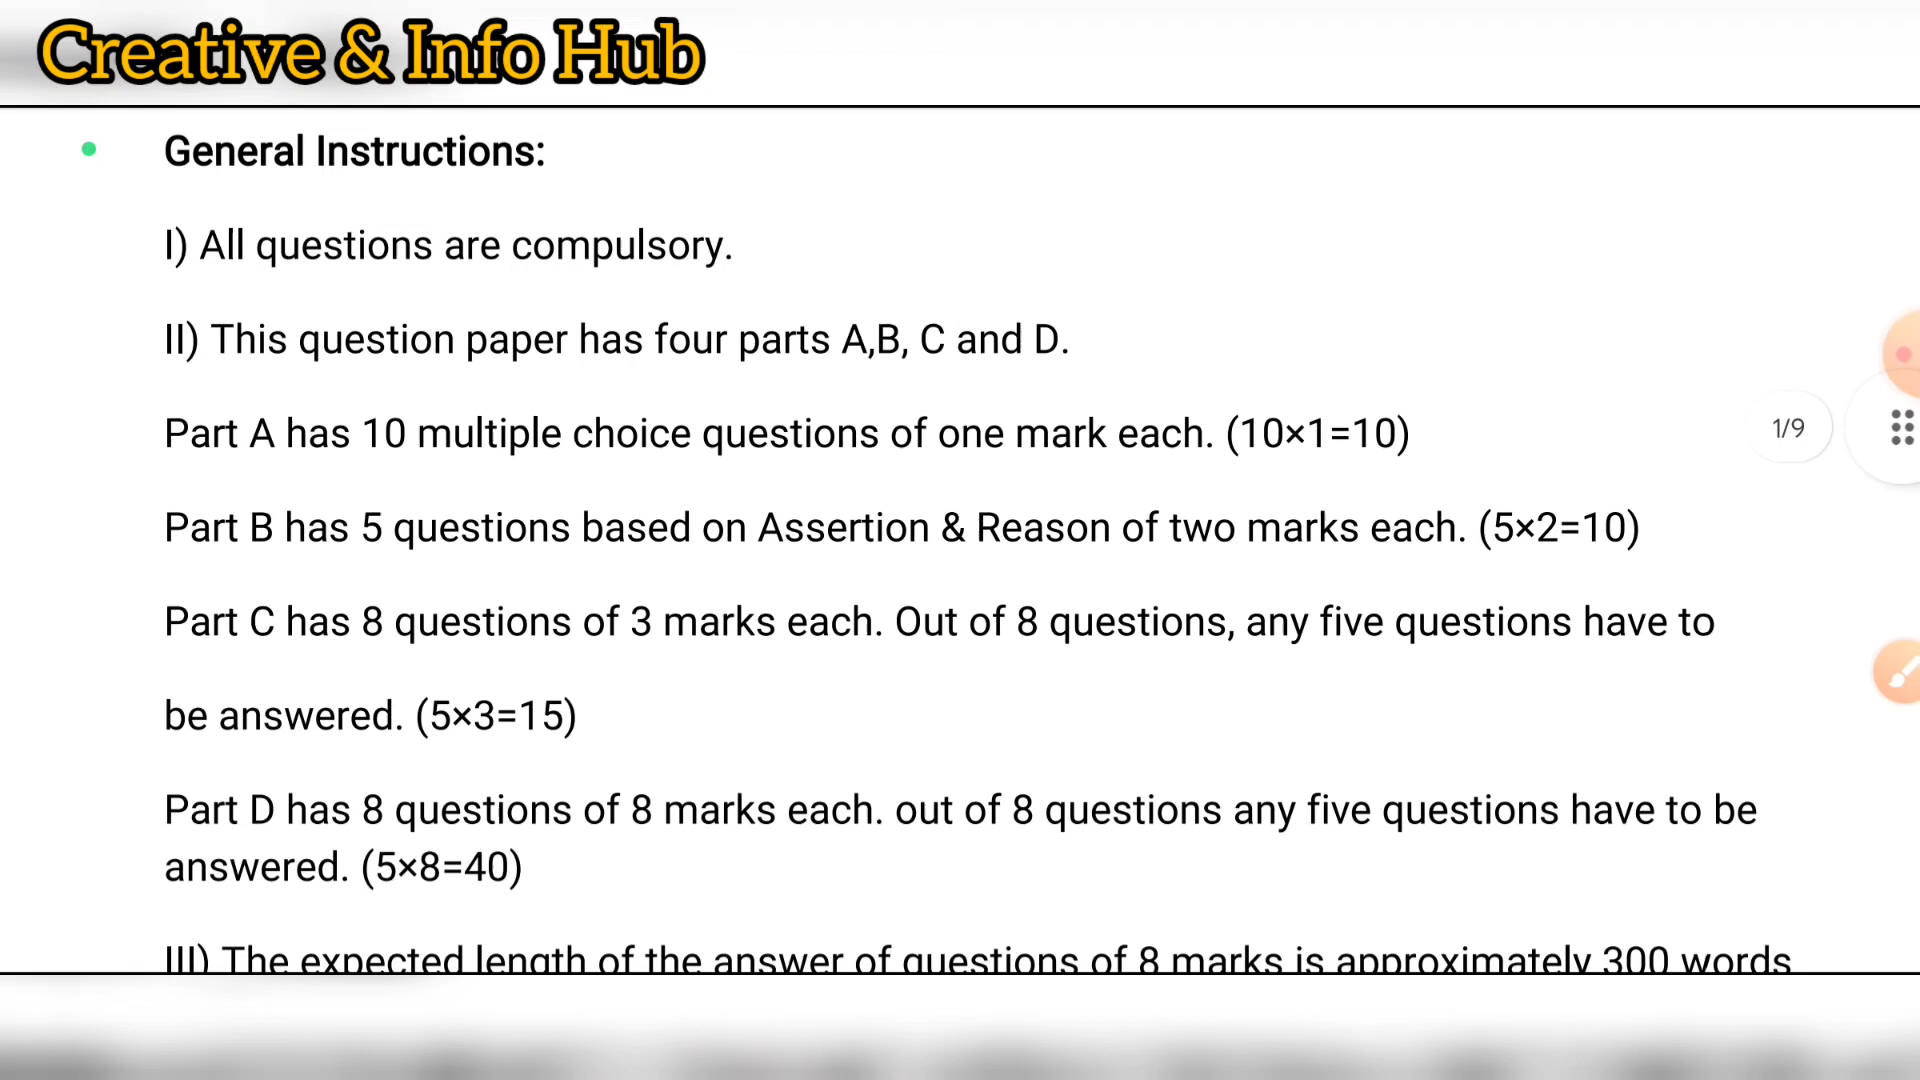 Creative & Info Hub
General Instructions:
I) All questions are compulsory.
II) This question paper has four parts A,B, C and D.
Part A has 10 multiple choice questions of one mark each. (10×1=10)
1/9
Part B has 5 questions based on Assertion & Reason of two marks each. (5×2=10)
Part C has 8 questions of 3 marks each. Out of 8 questions, any five questions have to
be answered. (5×3=15)
Part D has 8 questions of 8 marks each. out of 8 questions any five questions have to be
answered. (5×8=40)
III) The expected length of the answer of questions of 8 marks is approximately 300 words